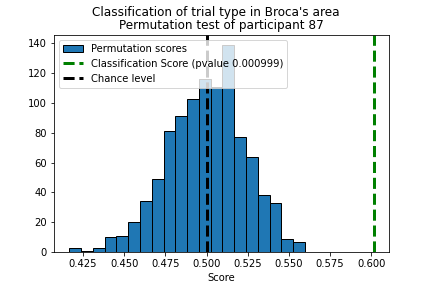 Classification of trial type in Broca's area
Permutation test of participant 87
140
120
100
80
60
40
20
0
Permutation scores
Classification Score (pvalue 0.000999)
Chance level
0.425 0.450 0.475 0.500 0.525 0.550 0.575 0.600
Score